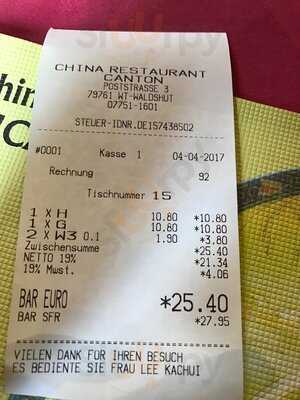 CHINA RESTAURANT
CANTON
POSTSTRASSE 3
79761 WT-WALDSHUT
07751-1601
STEUER-IDNR.DE157438502
#0001 Kasse 1 04-04-2017
Rechnung 92
Tischnummer 15
1 X H 10.80 *10.80
1 X G 10.80 *10.80
2 X W3 0.1 1.90 *3.80
Zwischensumme *25.40
NETTO 19% *21.34
19% Mwst. *4.06
BAR EURO *25.40
BAR SFR *27.95
VIELEN DANK FÜR IHREN BESUCH
ES BEDIENTE SIE FRAU LEE KACHUI